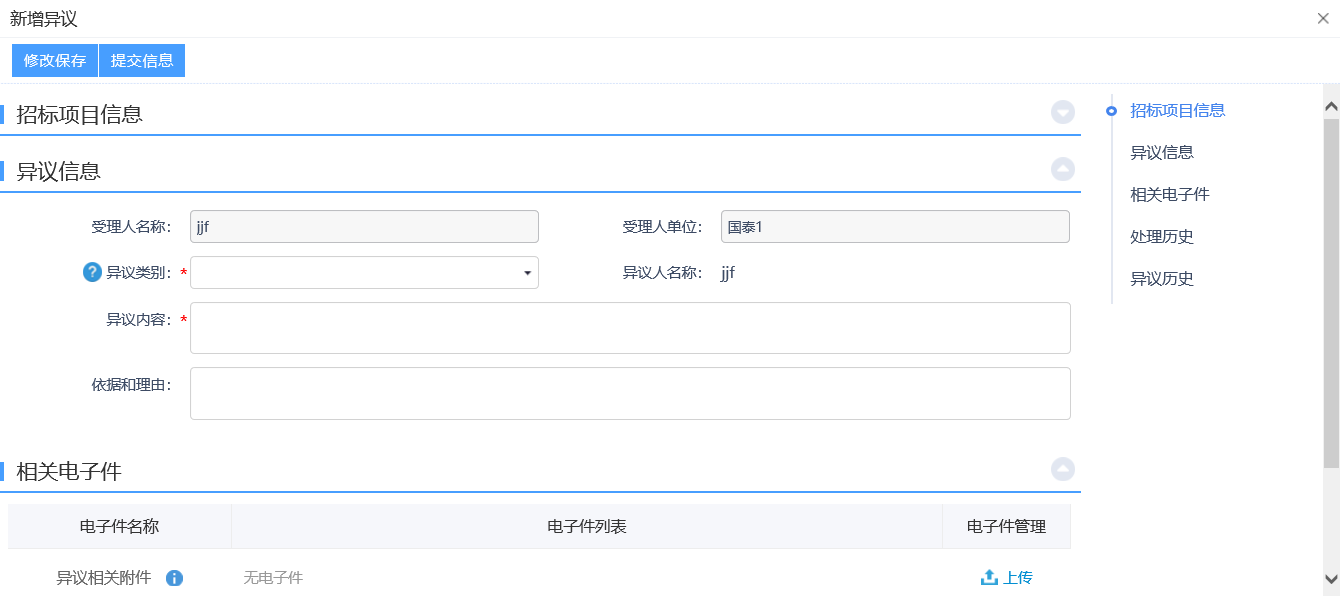 新增异议
修改保存 提交信息
招标项目信息
异议信息
受理人名称： jjf 受理人单位： 国泰1
异议类别： * 异议人名称： jjf
异议内容： *
依据和理由：
相关电子件
电子件名称 电子件列表 电子件管理
异议相关附件 无电子件 上传
招标项目信息
异议信息
相关电子件
处理历史
异议历史